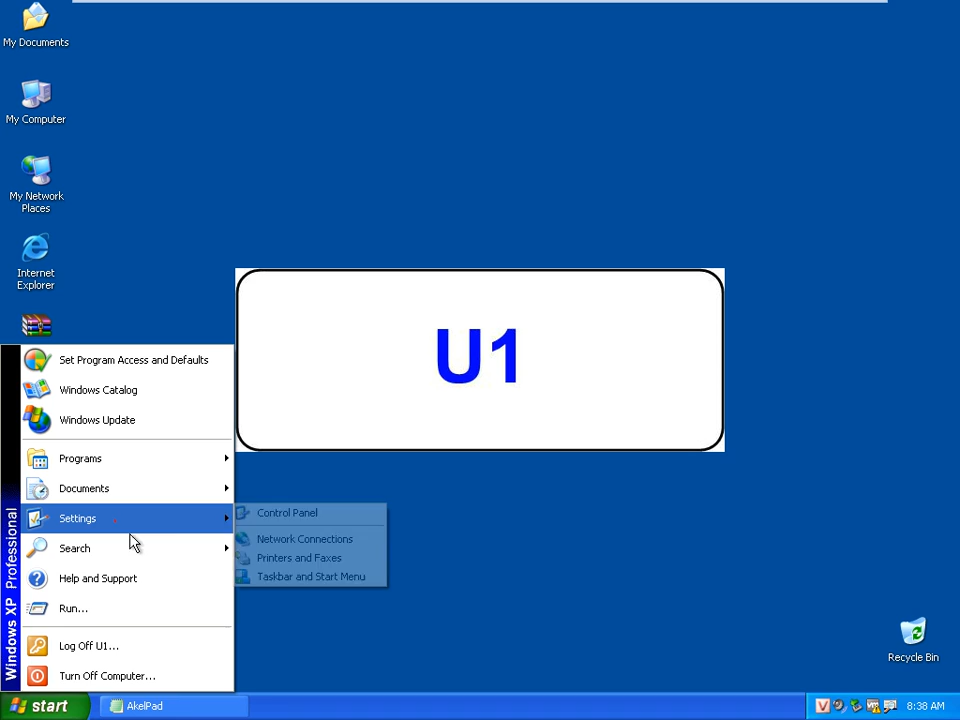 My Documents
My Computer
My Network
Places
Internet
Explorer
U1
Set Program Access and Defaults
Windows Catalog
Windows Update
Programs
Documents
Settings
Search
Help and Support
Run...
Log Off U1...
Turn Off Computer...
Windows XP Professional
Control Panel
Network Connections
Printers and Faxes
Taskbar and Start Menu
Recycle Bin
start
AkelPad
V
8:38 AM